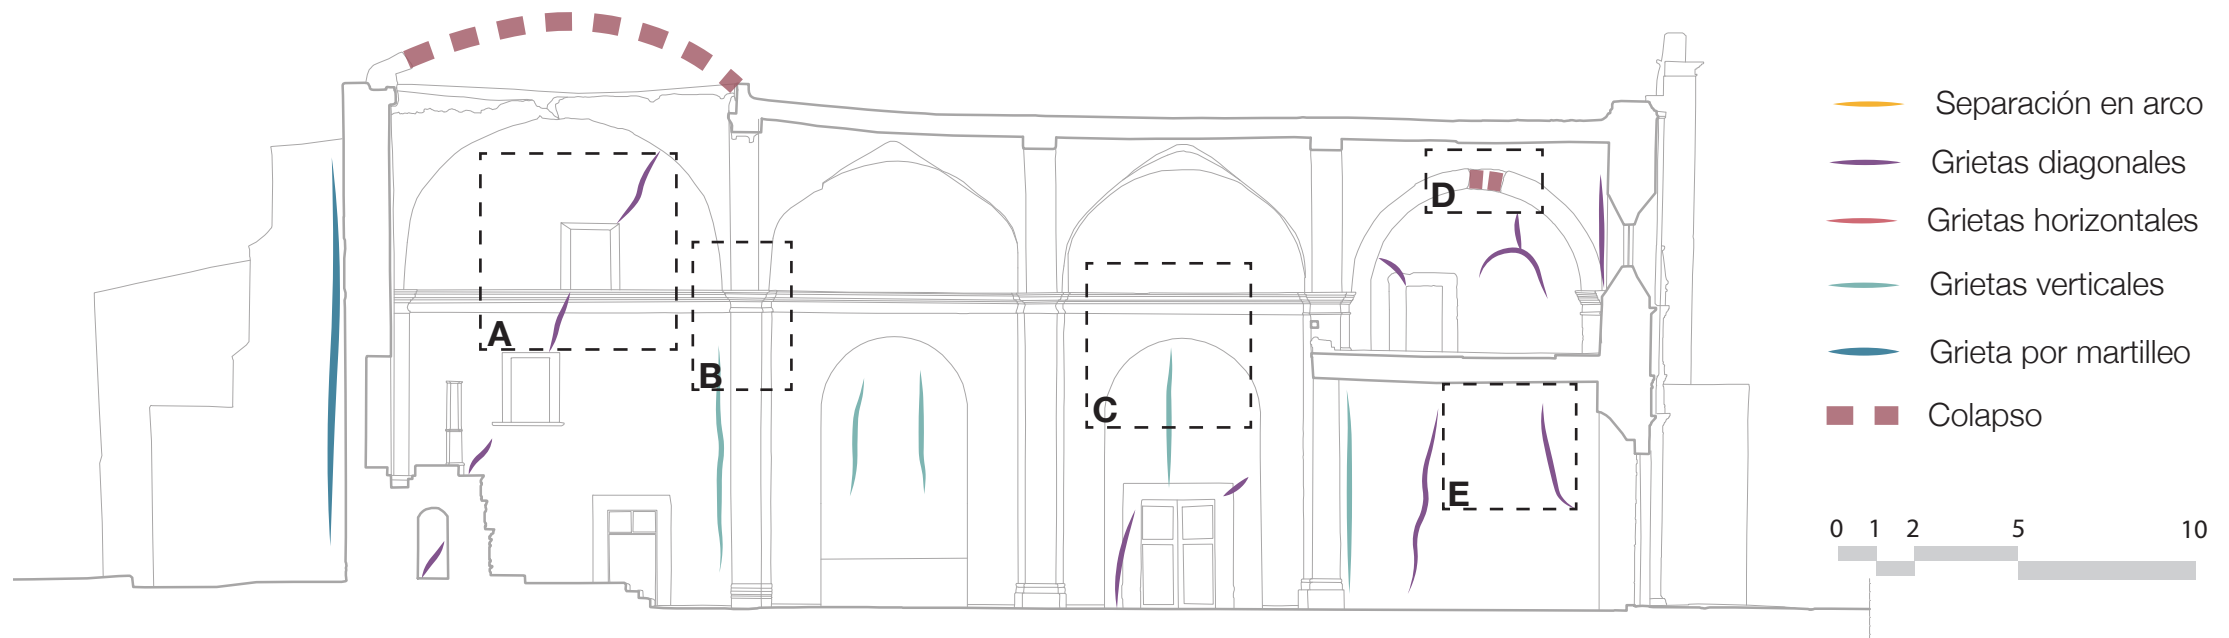 Separación en arco
Grietas diagonales
Grietas horizontales
Grietas verticales
Grieta por martilleo
Colapso
A
B
C
D
E
0 1 2 5 10